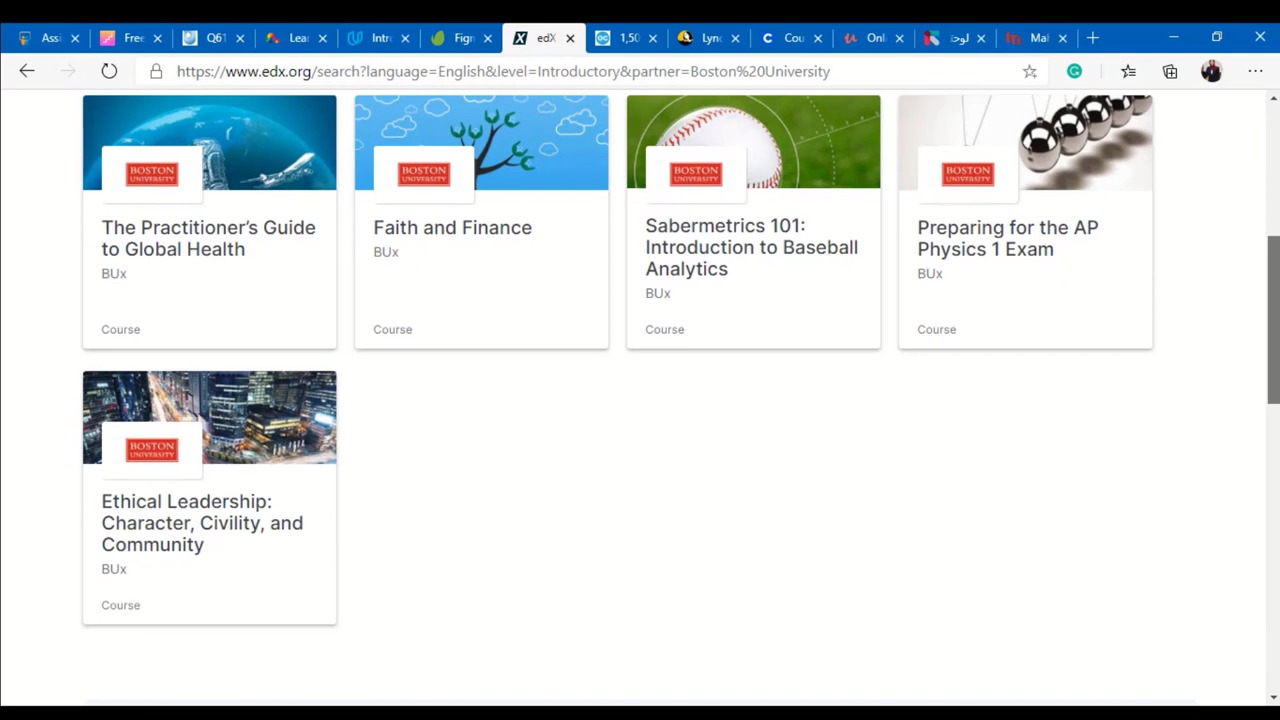 Assi
Free
Q61
Lear
Intr
Fign
edX
1,50
Lync
Cou
Onl
لوحة
Mal
https://www.edx.org/search?language=English&level=Introductory&partner=Boston%20University
BOSTON
UNIVERSITY
The Practitioner's Guide
to Global Health
BUx
Course
BOSTON
UNIVERSITY
Faith and Finance
BUx
Course
BOSTON
UNIVERSITY
Sabermetrics 101:
Introduction to Baseball
Analytics
BUx
Course
BOSTON
UNIVERSITY
Preparing for the AP
Physics 1 Exam
BUx
Course
BOSTON
UNIVERSITY
Ethical Leadership:
Character, Civility, and
Community
BUx
Course